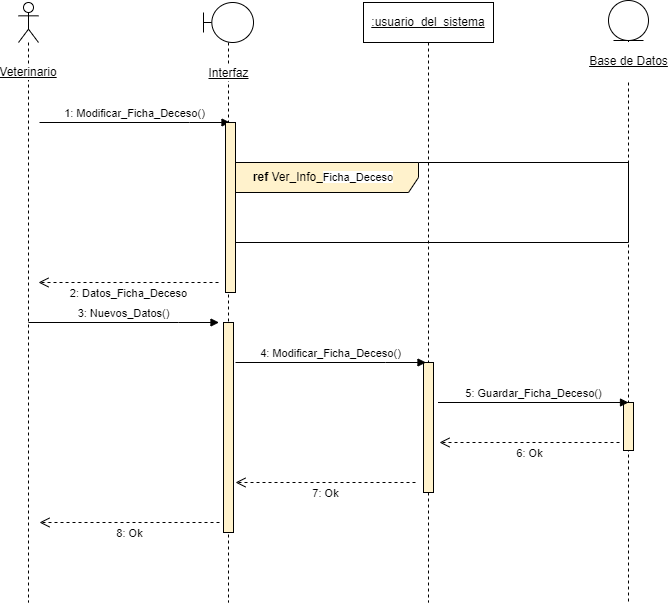 :usuario_del_sistema
Base de Datos
Veterinario
Interfaz
1: Modificar_Ficha_Deceso()
ref Ver_Info_Ficha_Deceso
2: Datos_Ficha_Deceso
3: Nuevos_Datos()
4: Modificar_Ficha_Deceso()
5: Guardar_Ficha_Deceso()
6: Ok
7: Ok
8: Ok